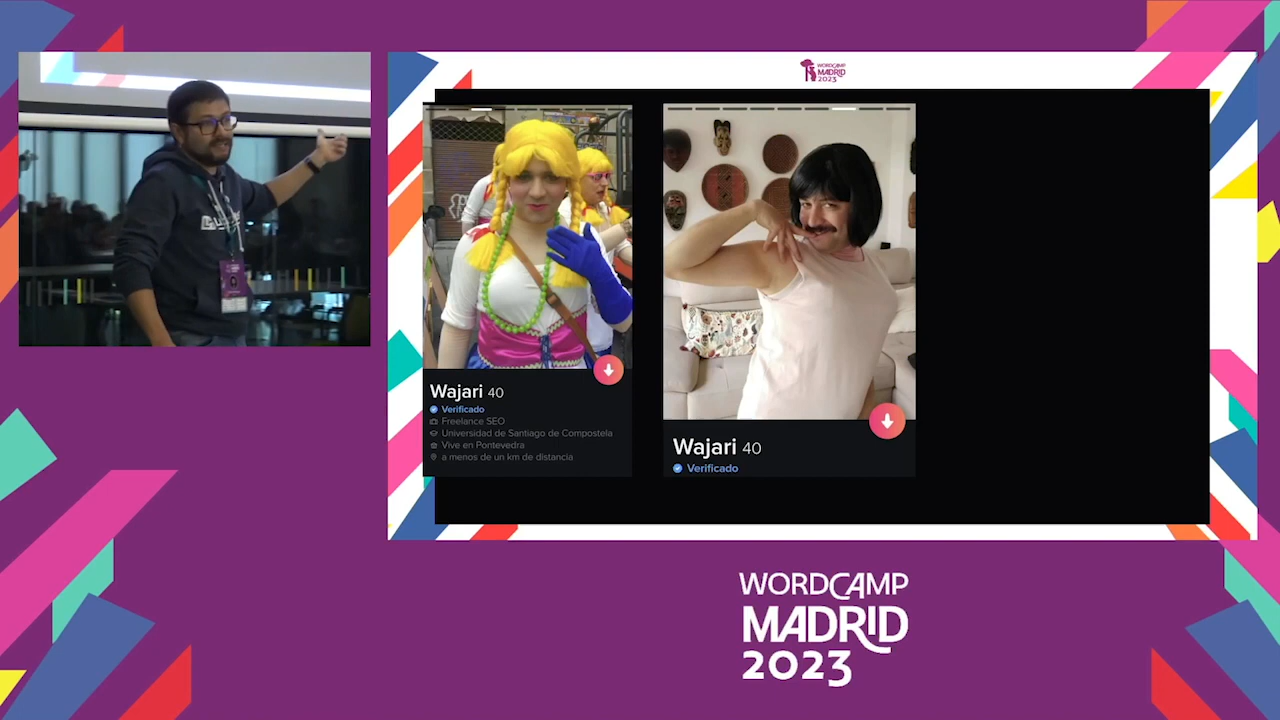 WORDCAMP
MADRID
2023
Wajari 40
Verificado
Freelance SEO
Universidad de Santiago de Compostela
Vive en Pontevedra
a menos de un km de distancia
Wajari 40
Verificado
WORDCAMP
MADRID
2023